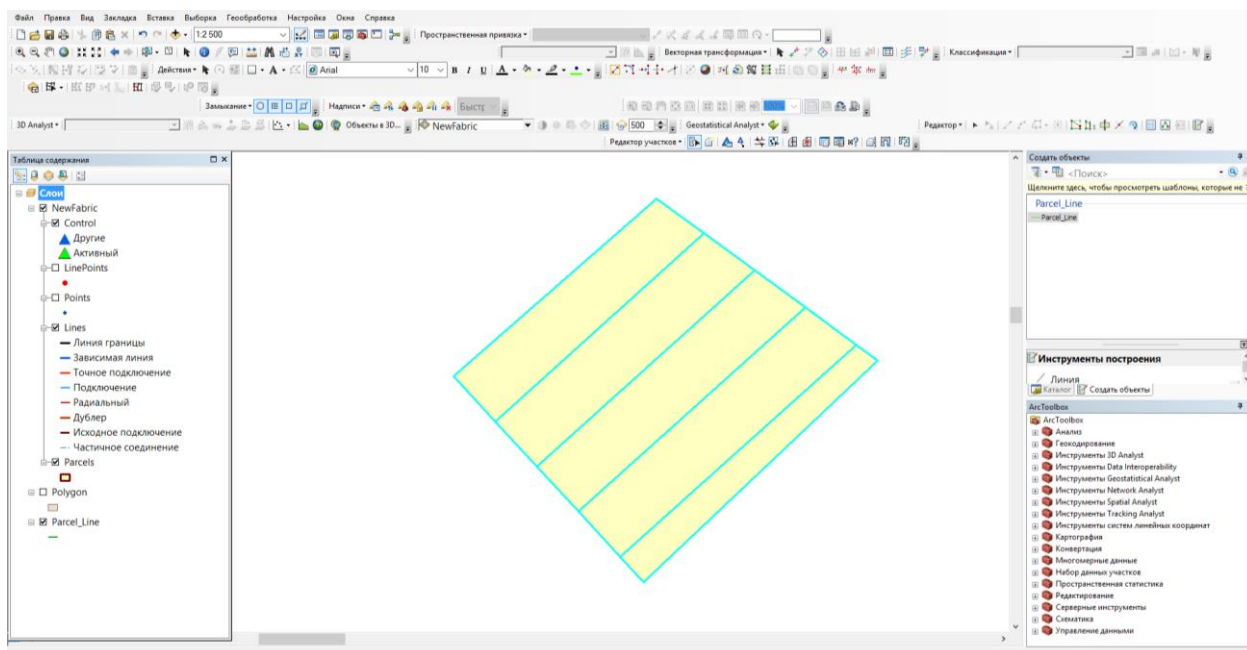 Файл Правка Вид Закладка Вставка Выборка Геообработка Настройка Окна Справка
1:2 500 Пространственная привязка
Векторная трансформация Классификация
Действия Arial 10 B I U A
Замыкание Надписи Быстр 100%
3D Analyst Объекты в 3D... NewFabric 500 Geostatistical Analyst Редактор
Редактор участков
Таблица содержания
Слои
NewFabric
Control
Другие
Активный
LinePoints
Points
Lines
Линия границы
Зависимая линия
Точное подключение
Подключение
Радиальный
Дублер
Исходное подключение
Частичное соединение
Parcels
Polygon
Parcel_Line
Создать объекты
<Поиск>
Щелкните здесь, чтобы просмотреть шаблоны, которые не
Parcel_Line
Parcel_Line
Инструменты построения
Линия
Каталог Создать объекты
ArcToolbox
ArcToolbox
Анализ
Геокодирование
Инструменты 3D Analyst
Инструменты Data Interoperability
Инструменты Geostatistical Analyst
Инструменты Network Analyst
Инструменты Spatial Analyst
Инструменты Tracking Analyst
Инструменты систем линейных координат
Картография
Конвертация
Многомерные данные
Набор данных участков
Пространственная статистика
Редактирование
Серверные инструменты
Схематика
Управление данными